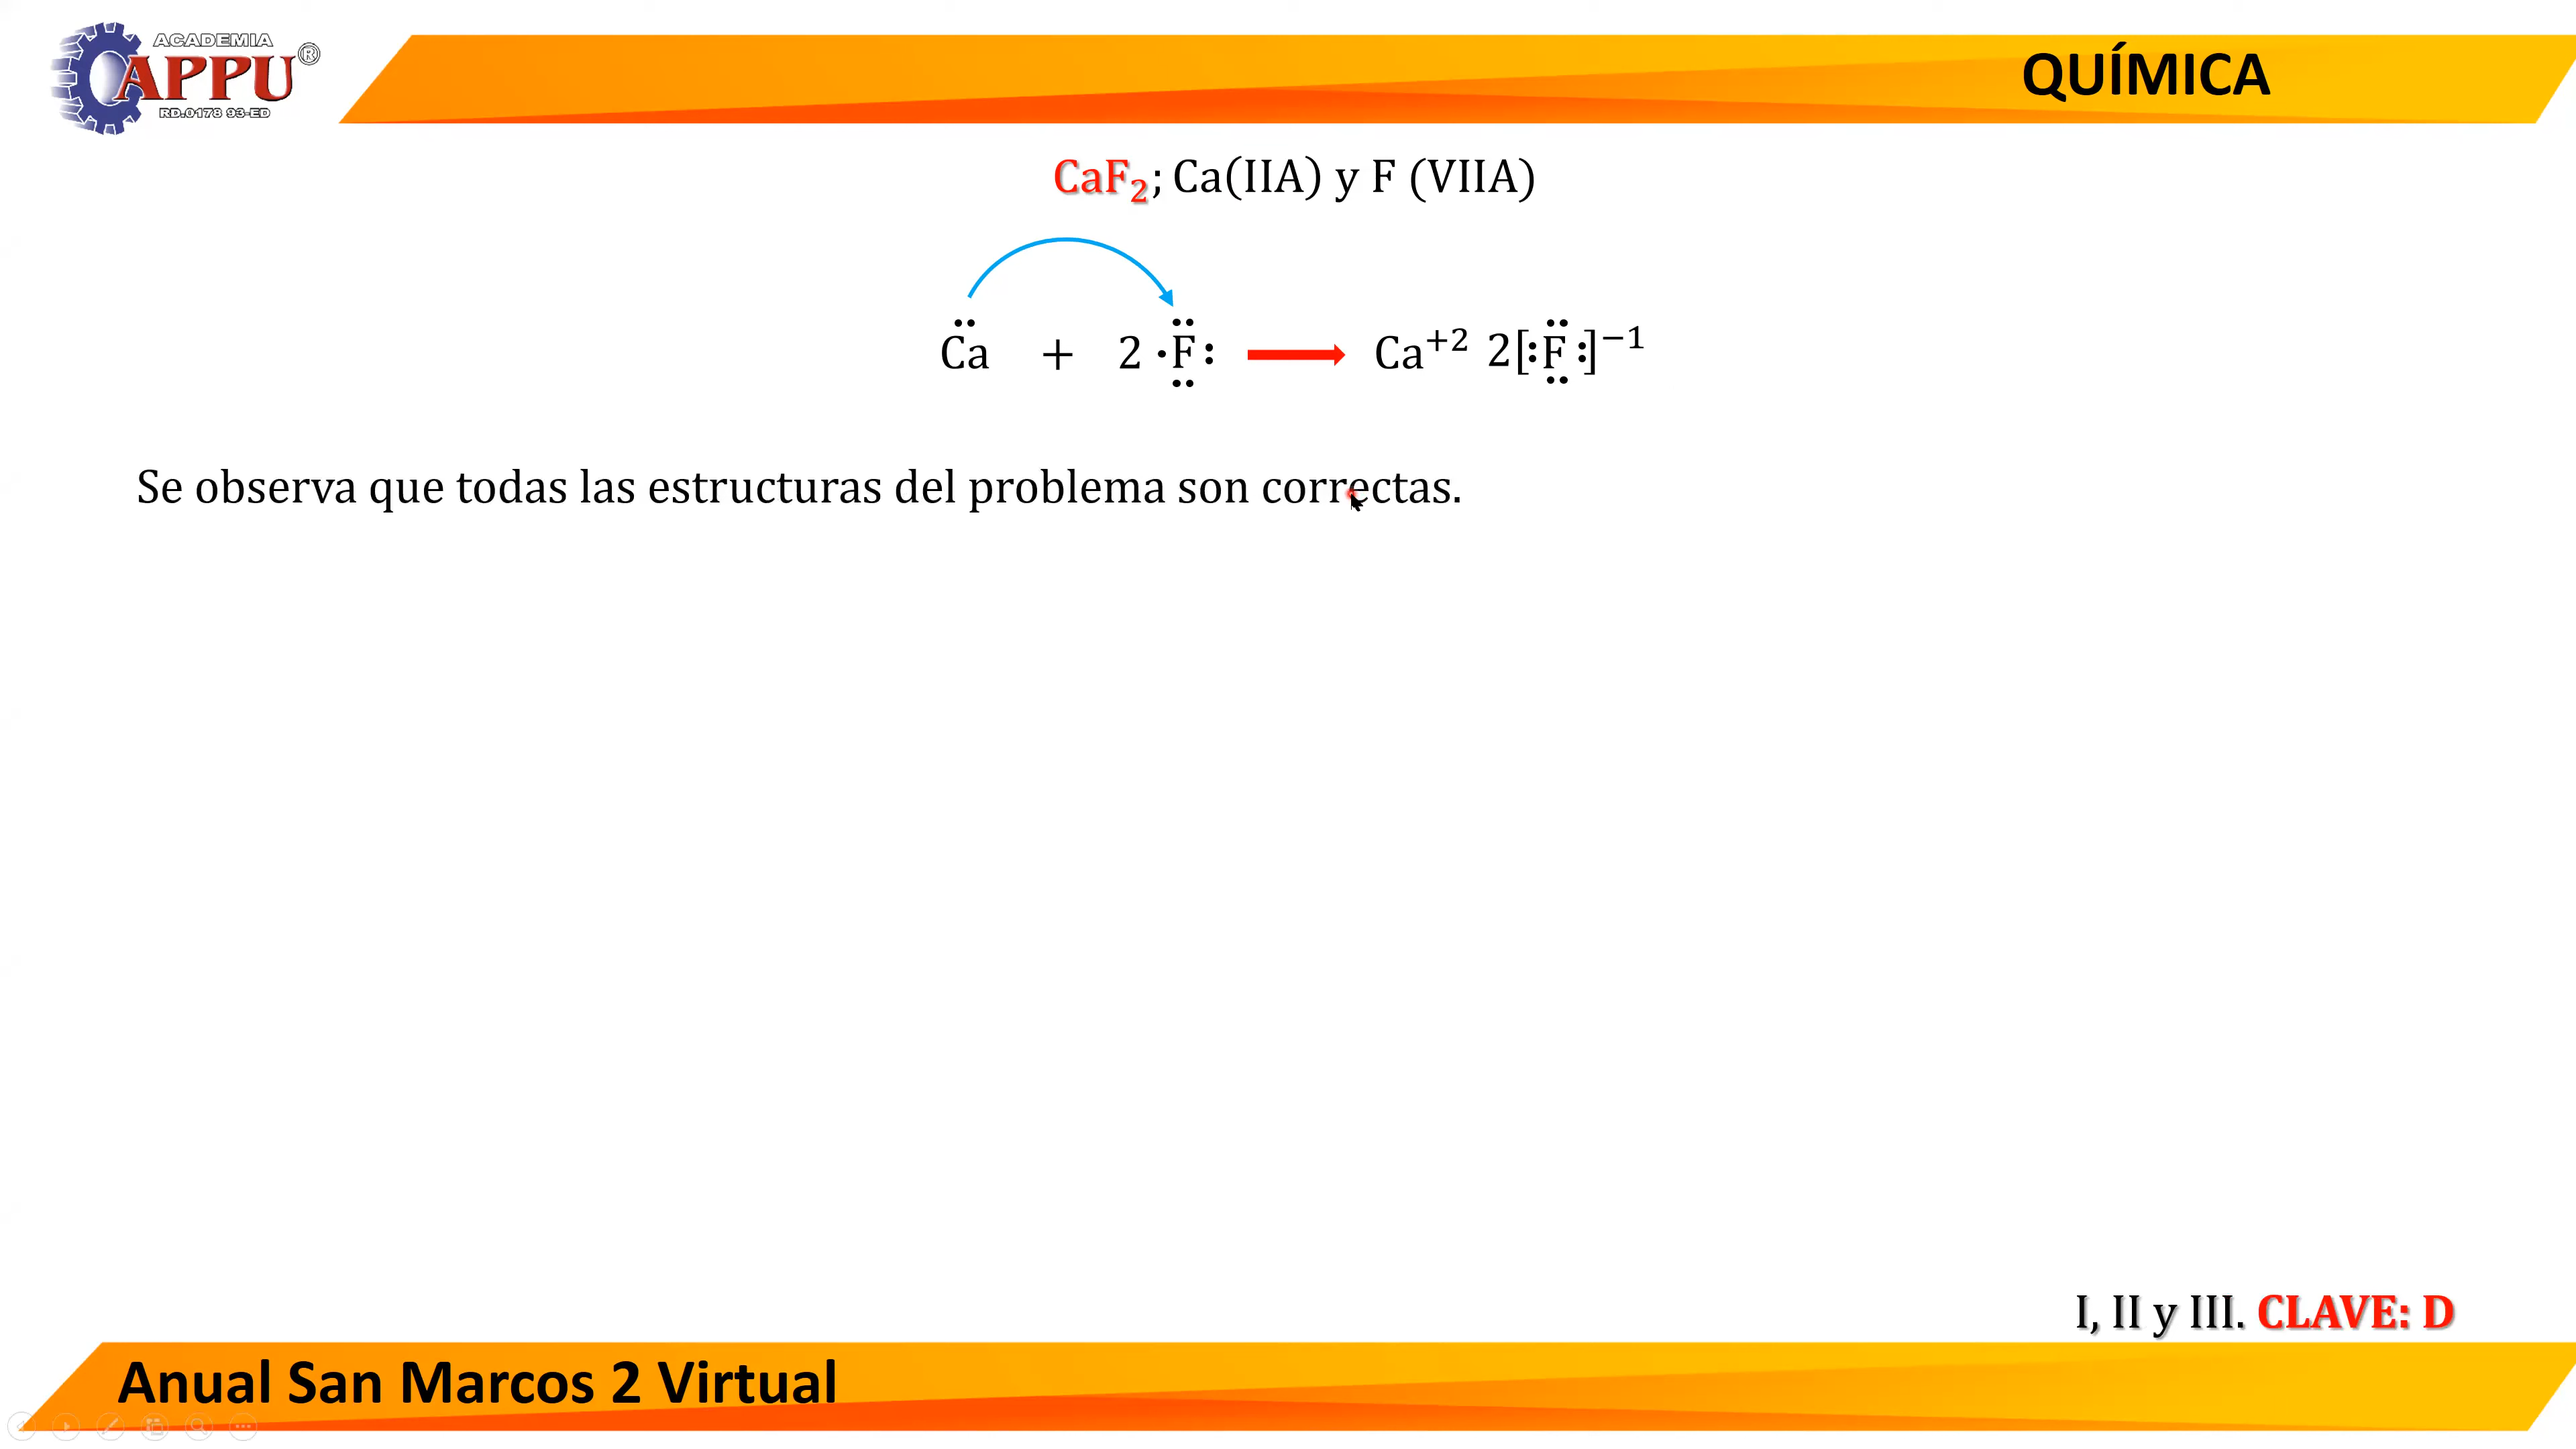 ACADEMIA
APPU®
RD.0178 93-ED
QUÍMICA
CaF₂; Ca(IIA) y F (VIIA)
Ca + 2 F Ca⁺² 2[F]⁻¹
Se observa que todas las estructuras del problema son correctas.
I, II y III. CLAVE: D
Anual San Marcos 2 Virtual